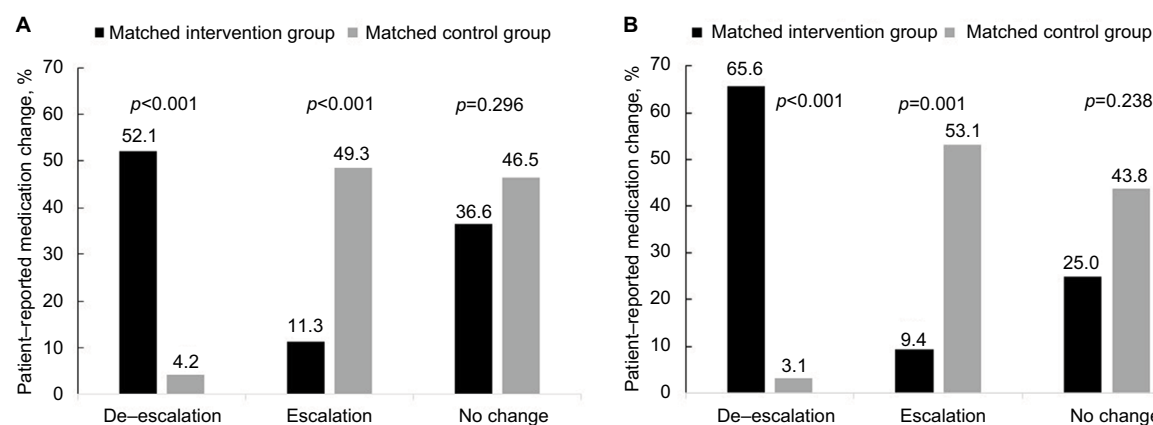 A
Matched intervention group Matched control group
Patient–reported medication change, %
70
60
50
40
30
20
10
0
p<0.001 p<0.001 p=0.296
52.1 4.2 11.3 49.3 36.6 46.5
De–escalation Escalation No change
B
Matched intervention group Matched control group
Patient–reported medication change, %
70
60
50
40
30
20
10
0
p<0.001 p=0.001 p=0.238
65.6 3.1 9.4 53.1 25.0 43.8
De–escalation Escalation No change